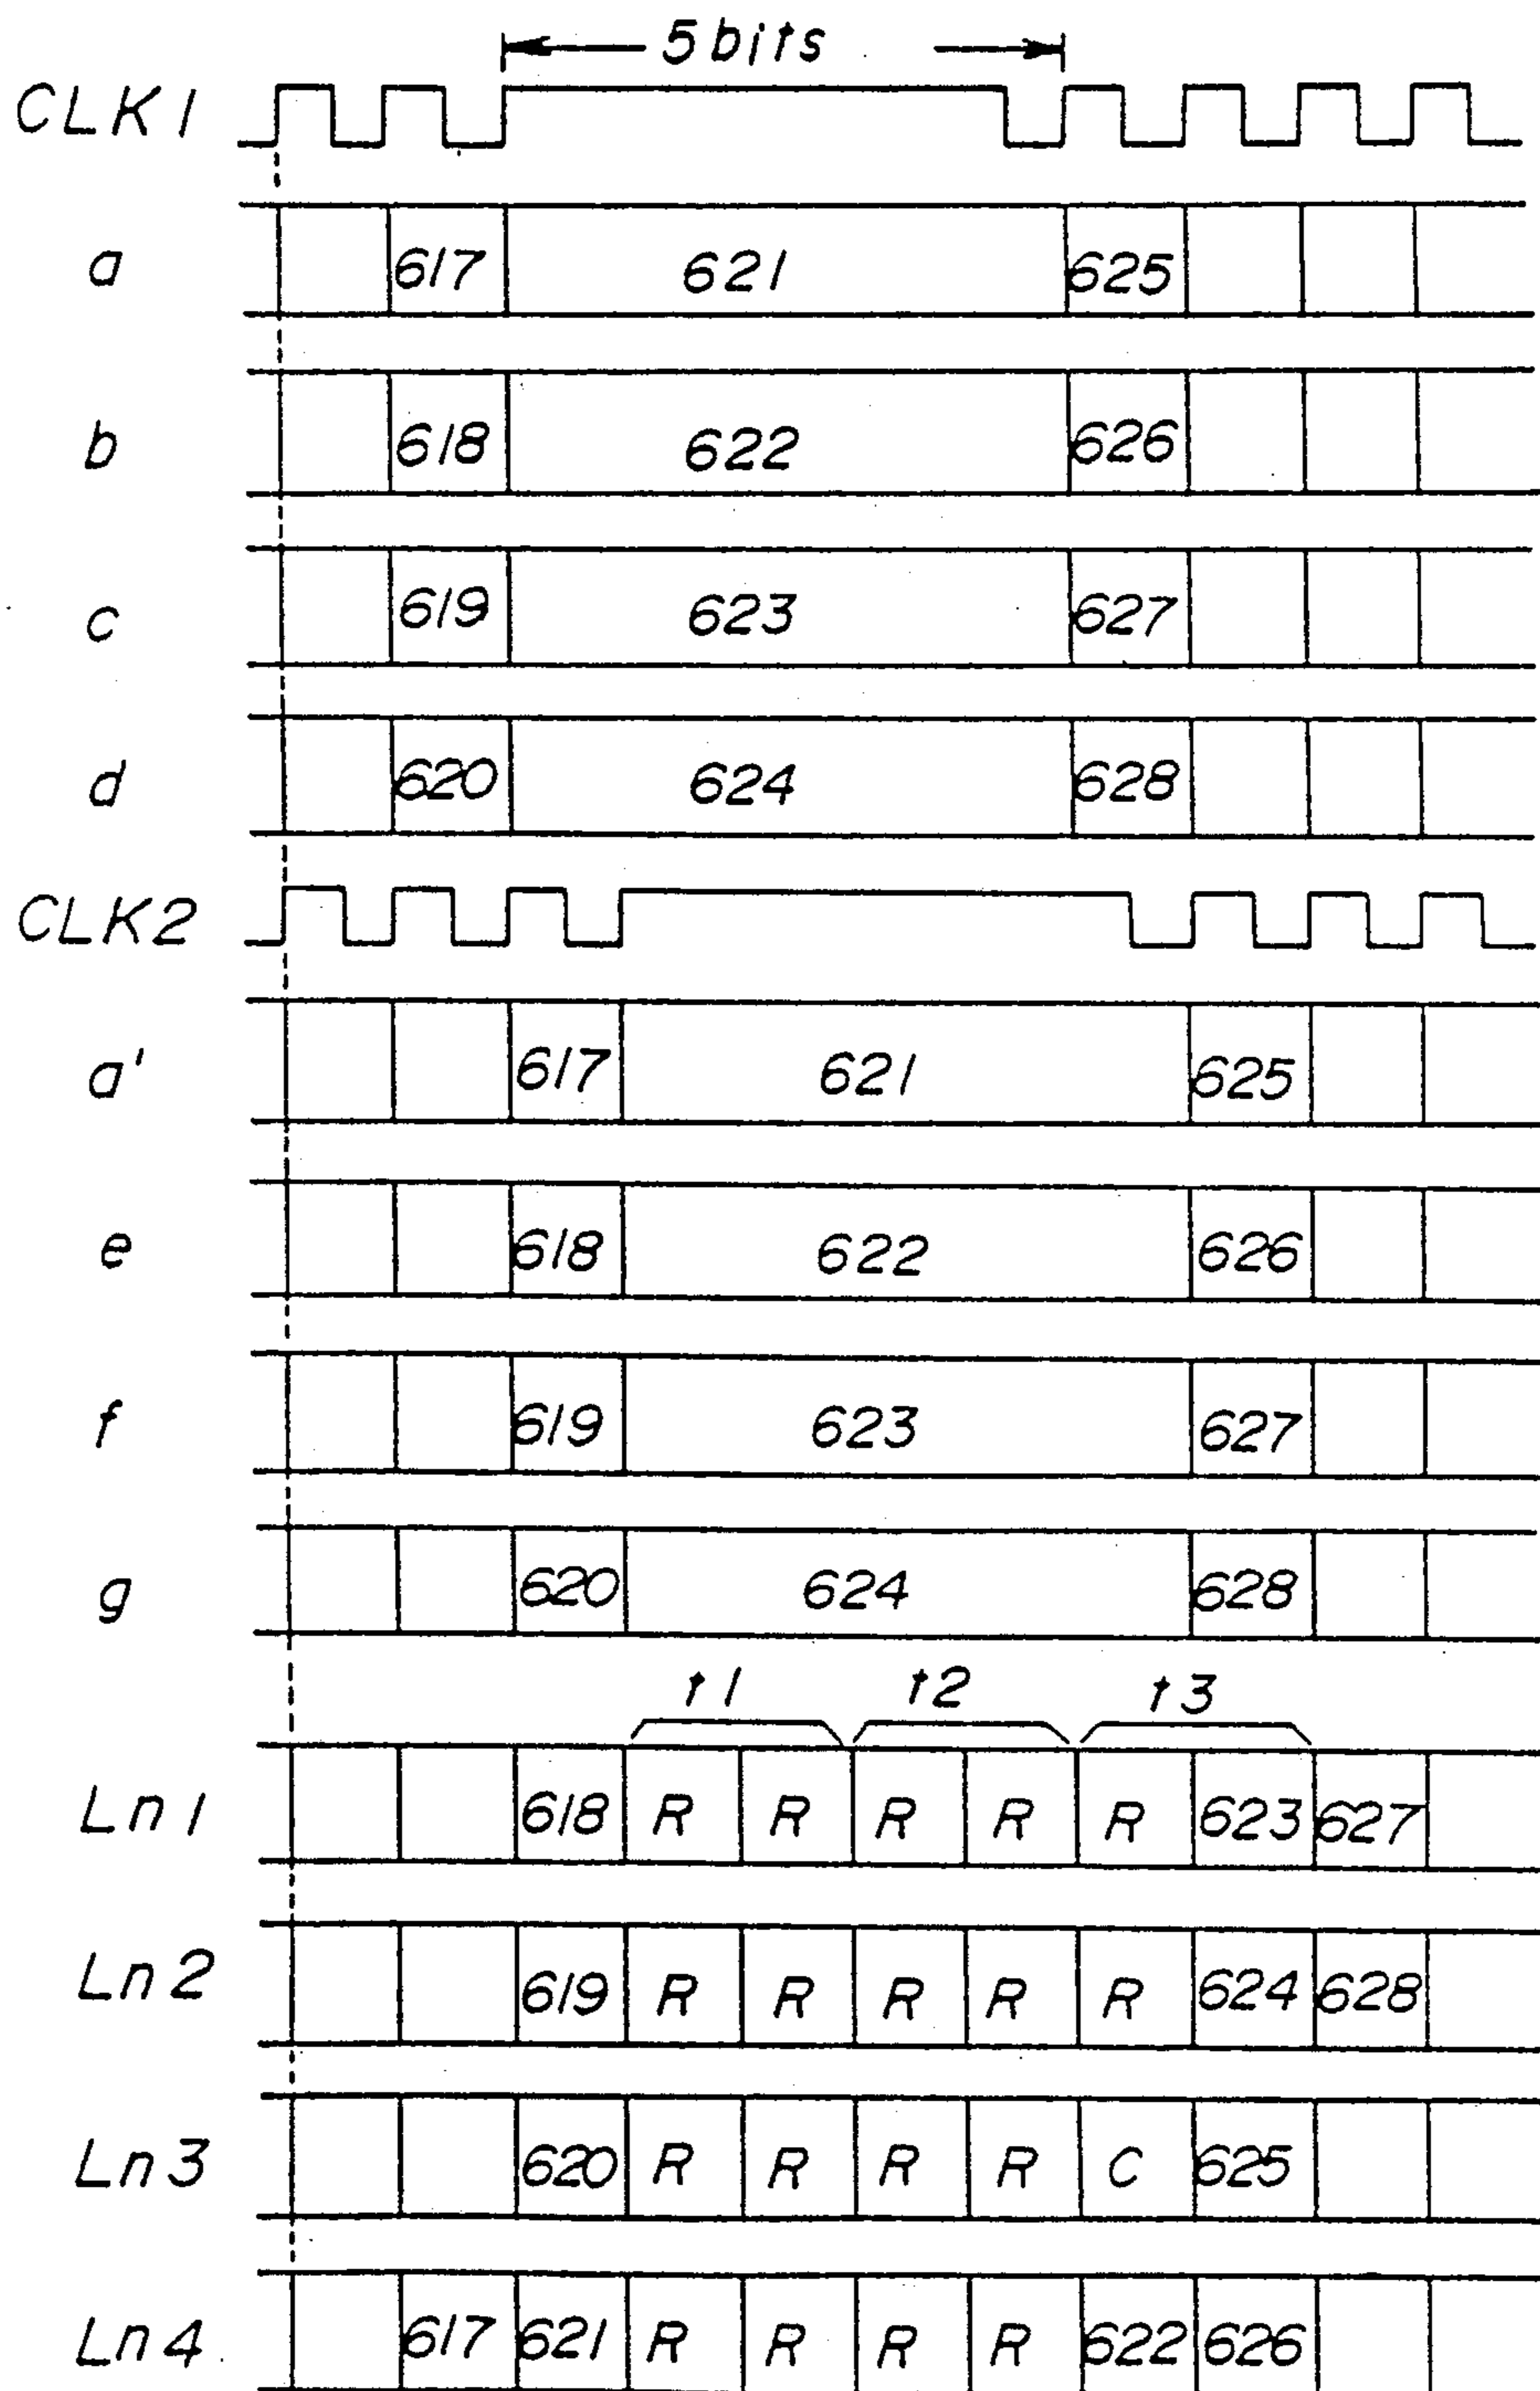 5 bits
CLK1
a 617 621 625
b 618 622 626
c 619 623 627
d 620 624 628
CLK2
a' 617 621 625
e 618 622 626
f 619 623 627
g 620 624 628
t1 t2 t3
Ln1 618 R R R R R 623 627
Ln2 619 R R R R R 624 628
Ln3 620 R R R R C 625
Ln4 617 621 R R R R 622 626